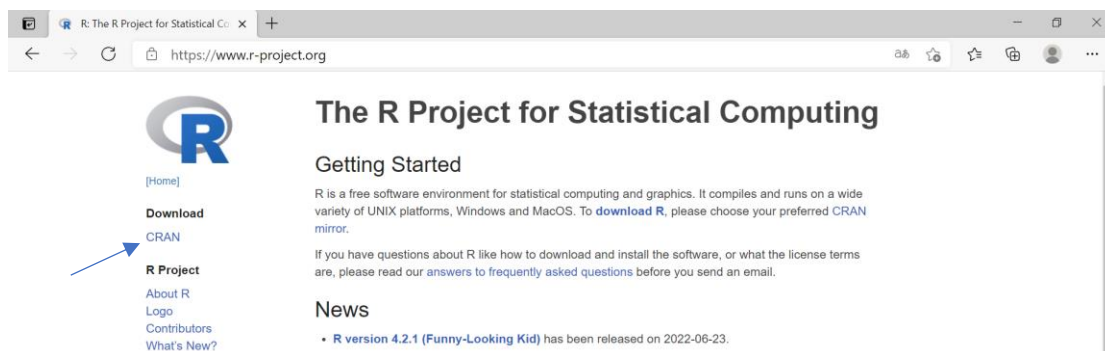 R: The R Project for Statistical Co
https://www.r-project.org
R
[Home]
Download
CRAN
R Project
About R
Logo
Contributors
What's New?
The R Project for Statistical Computing
Getting Started
R is a free software environment for statistical computing and graphics. It compiles and runs on a wide
variety of UNIX platforms, Windows and MacOS. To download R, please choose your preferred CRAN
mirror.
If you have questions about R like how to download and install the software, or what the license terms
are, please read our answers to frequently asked questions before you send an email.
News
• R version 4.2.1 (Funny-Looking Kid) has been released on 2022-06-23.